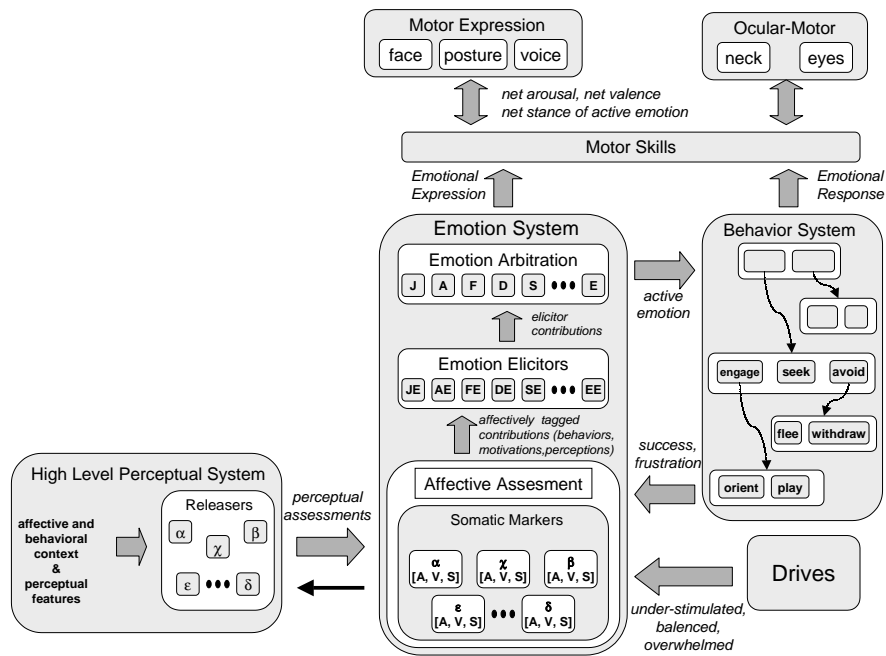 Motor Expression
face posture voice
Ocular-Motor
neck eyes
net arousal, net valence
net stance of active emotion
Motor Skills
Emotional
Expression
Emotional
Response
Emotion System
Emotion Arbitration
J A F D S ••• E
elicitor
contributions
Emotion Elicitors
JE AE FE DE SE ••• EE
affectively tagged
contributions (behaviors,
motivations,perceptions)
active
emotion
Behavior System
engage seek avoid
flee withdraw
orient play
success,
frustration
High Level Perceptual System
affective and
behavioral
context
&
perceptual
features
Releasers
α β
χ
ε ••• δ
perceptual
assessments
Affective Assesment
Somatic Markers
α χ β
[A, V, S] [A, V, S] [A, V, S]
ε ••• δ
[A, V, S] [A, V, S]
Drives
under-stimulated,
balenced,
overwhelmed